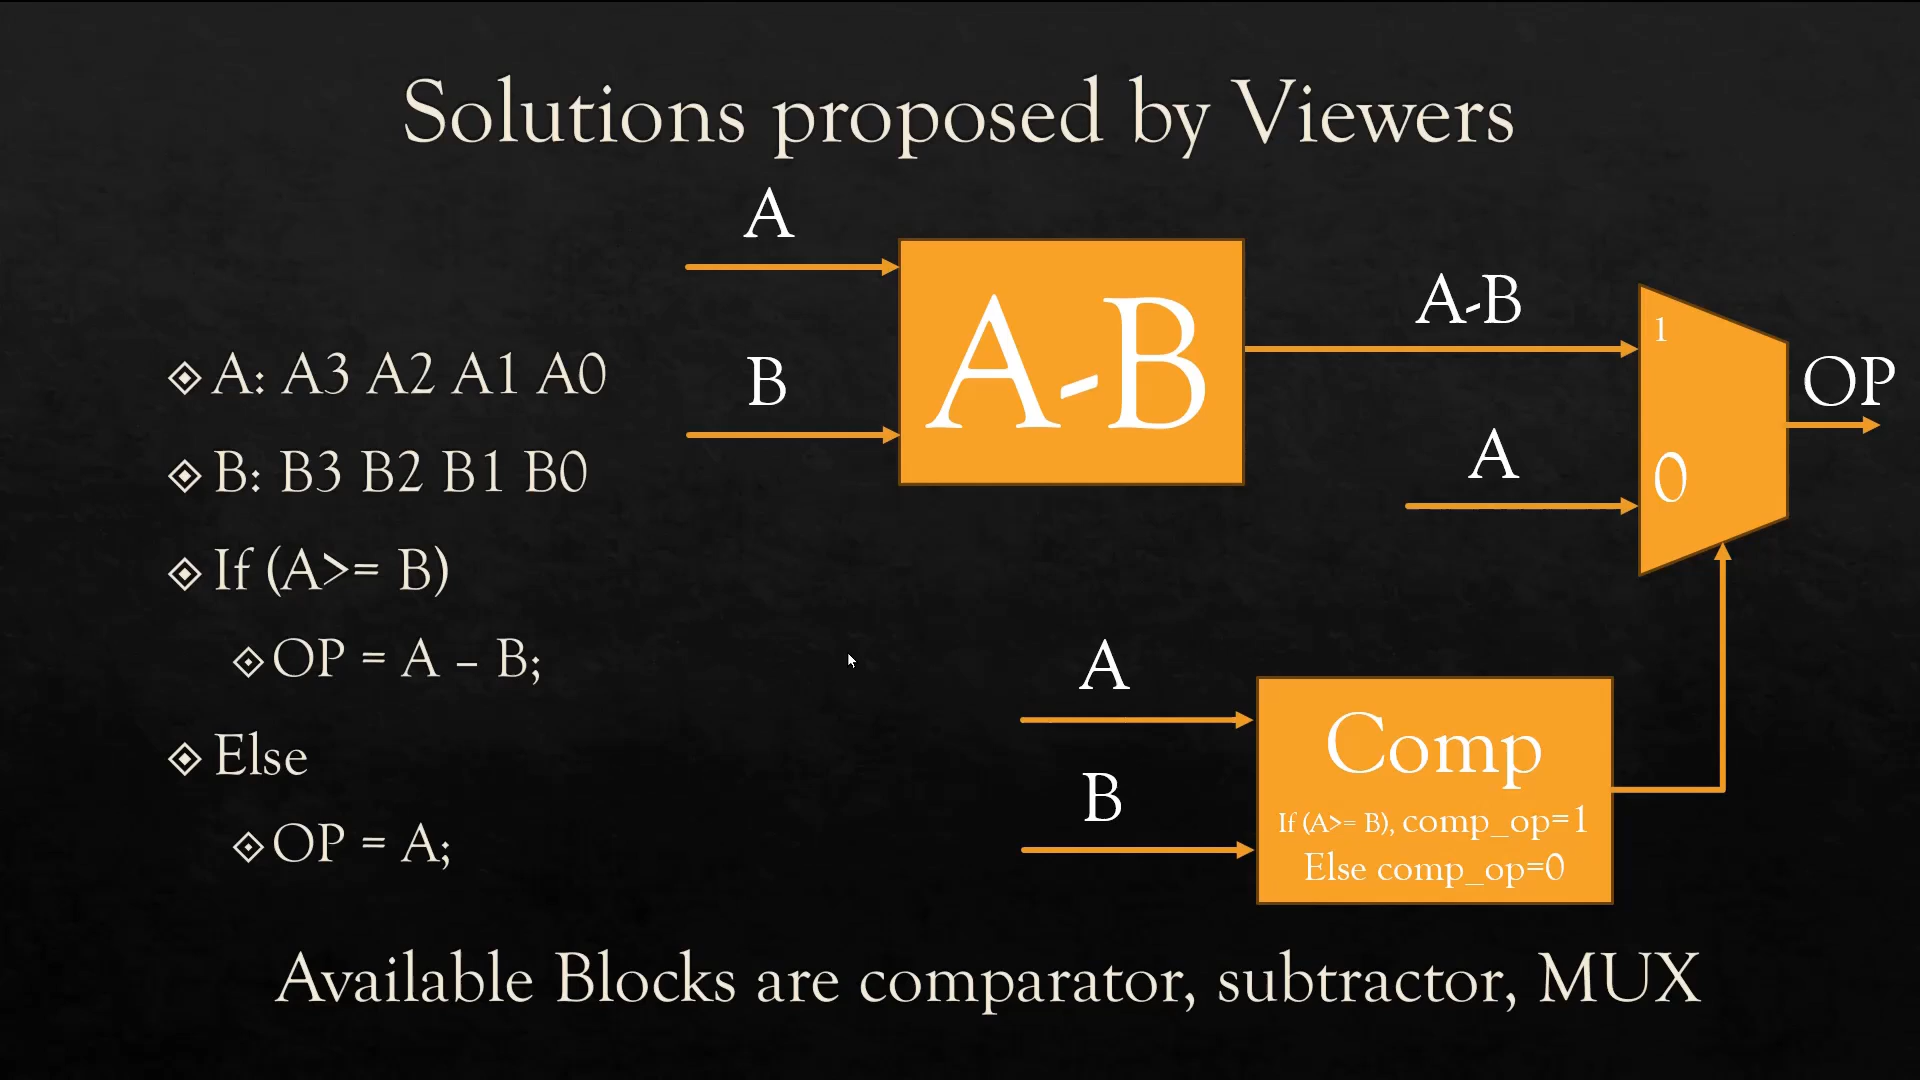 Solutions proposed by Viewers
A: A3 A2 A1 A0
B: B3 B2 B1 B0
If (A>= B)
OP = A – B;
Else
OP = A;
A
B
A-B
A-B
A
1
0
OP
A
B
Comp
If (A>= B), comp_op=1
Else comp_op=0
Available Blocks are comparator, subtractor, MUX